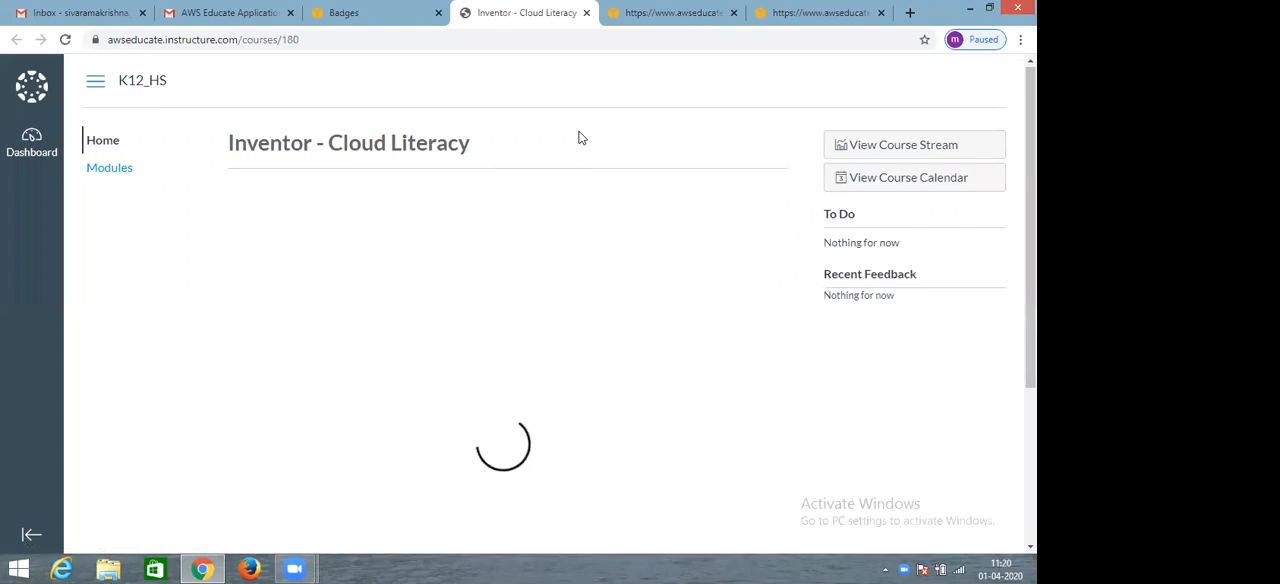 Inbox - sivaramakrishna
AWS Educate Applicatio
Badges
Inventor - Cloud Literacy
https://www.awseducate
https://www.awseducate
awseducate.instructure.com/courses/180
m
Paused
K12_HS
Dashboard
Home
Modules
Inventor - Cloud Literacy
View Course Stream
View Course Calendar
To Do
Nothing for now
Recent Feedback
Nothing for now
Activate Windows
Go to PC settings to activate Windows.
11:20
01-04-2020